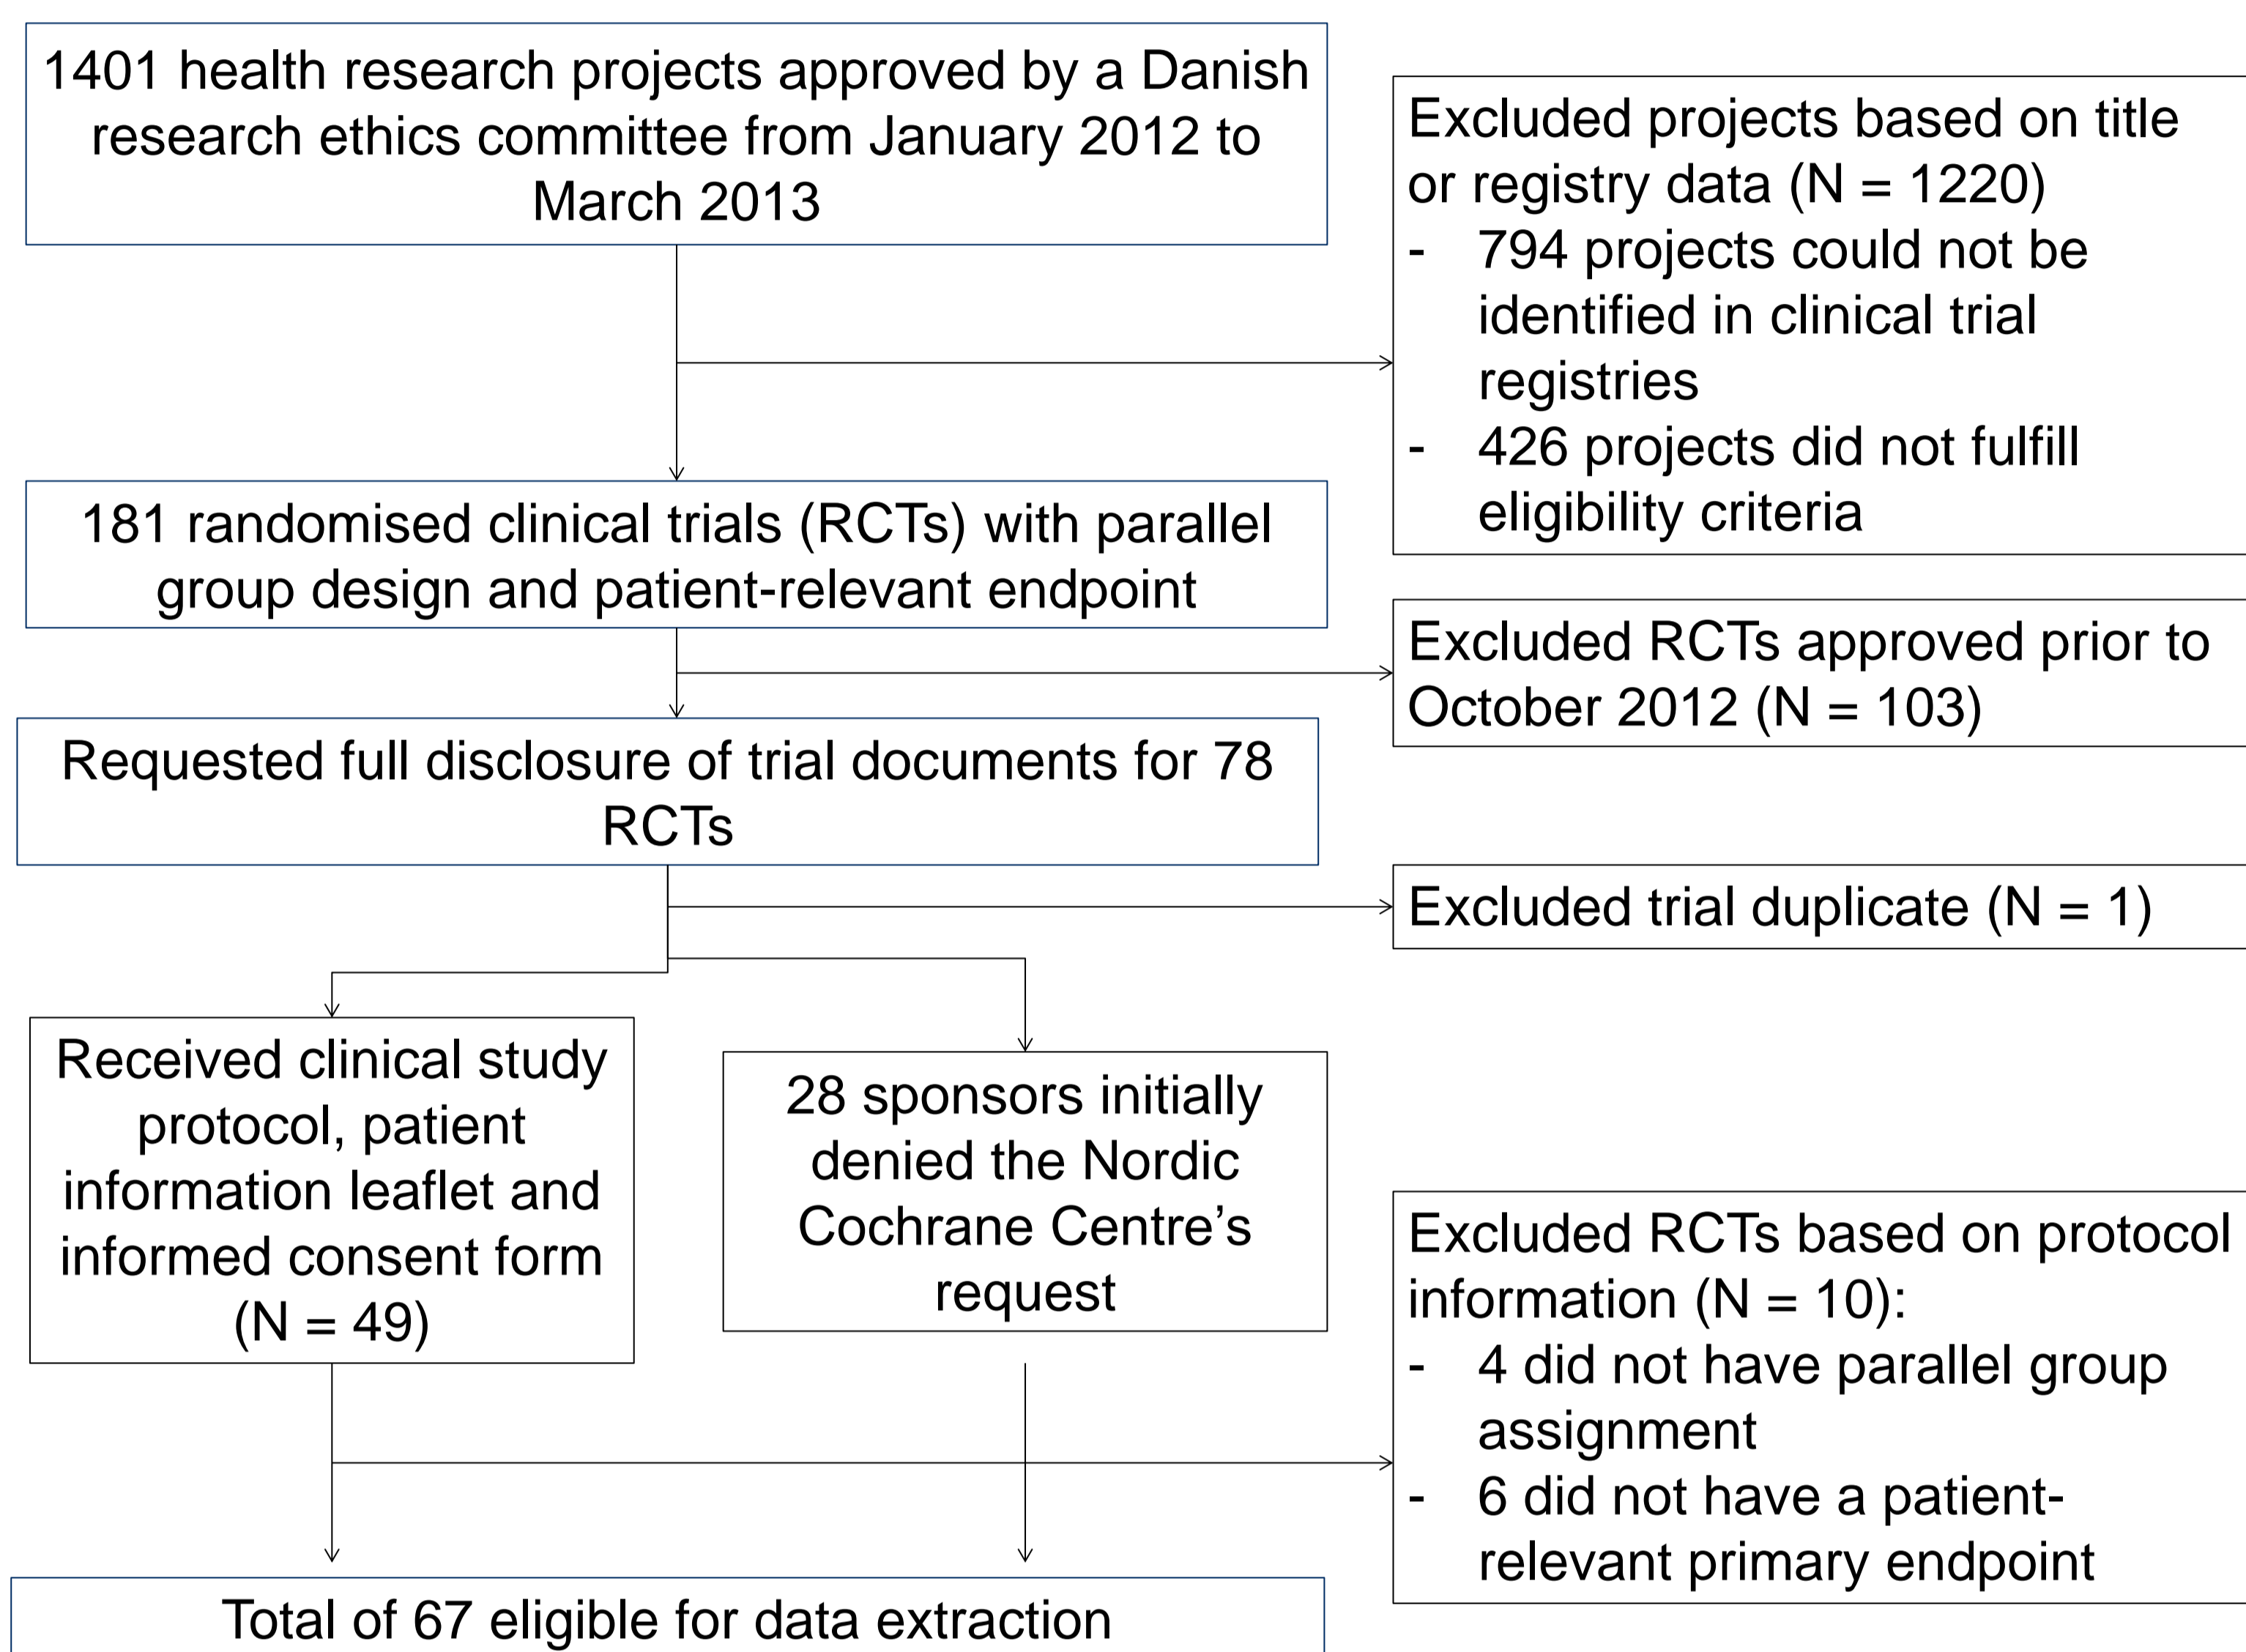 1401 health research projects approved by a Danish
research ethics committee from January 2012 to
March 2013
Excluded projects based on title
or registry data (N = 1220)
- 794 projects could not be
identified in clinical trial
registries
- 426 projects did not fulfill
eligibility criteria
181 randomised clinical trials (RCTs) with parallel
group design and patient-relevant endpoint
Excluded RCTs approved prior to
October 2012 (N = 103)
Requested full disclosure of trial documents for 78
RCTs
Excluded trial duplicate (N = 1)
Received clinical study
protocol, patient
information leaflet and
informed consent form
(N = 49)
28 sponsors initially
denied the Nordic
Cochrane Centre’s
request
Excluded RCTs based on protocol
information (N = 10):
- 4 did not have parallel group
assignment
- 6 did not have a patient-
relevant primary endpoint
Total of 67 eligible for data extraction